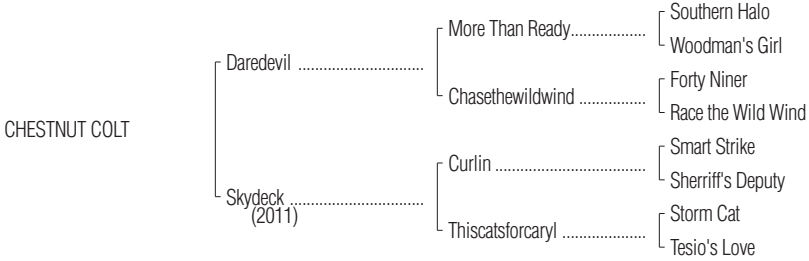 Southern Halo
More Than Ready..................
Woodman's Girl
Daredevil ..............................
Forty Niner
Chasethewildwind ................
Race the Wild Wind
CHESTNUT COLT
Smart Strike
Curlin ....................................
Sherriff's Deputy
Skydeck ................................
(2011)
Storm Cat
Thiscatsforcaryl ....................
Tesio's Love